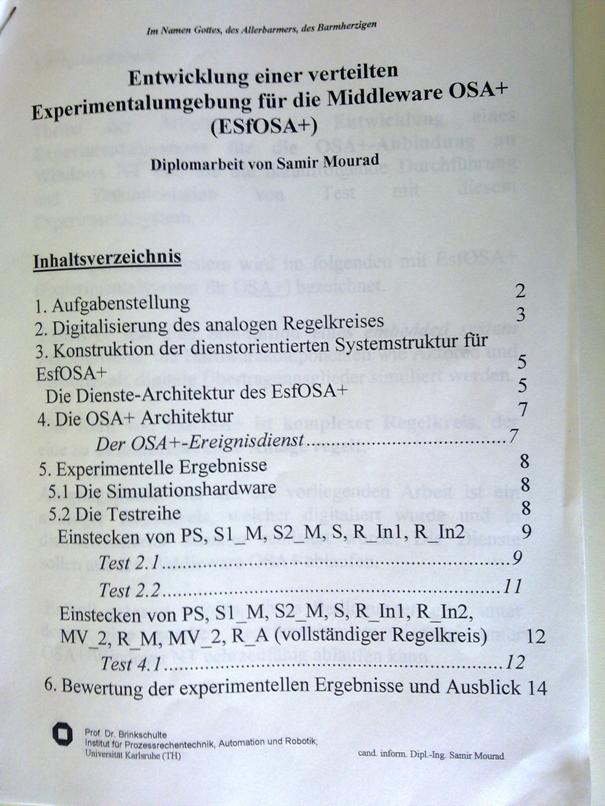 Im Namen Gottes, des Allerbarmers, des Barmherzigen
Entwicklung einer verteilten
Experimentalumgebung für die Middleware OSA+
(ESfOSA+)
Diplomarbeit von Samir Mourad
Inhaltsverzeichnis
1. Aufgabenstellung 2
2. Digitalisierung des analogen Regelkreises 3
3. Konstruktion der dienstorientierten Systemstruktur für
EsfOSA+ 5
Die Dienste-Architektur des EsfOSA+ 5
4. Die OSA+ Architektur 7
Der OSA+-Ereignisdienst..............................7
5. Experimentelle Ergebnisse 8
5.1 Die Simulationshardware 8
5.2 Die Testreihe 8
Einstecken von PS, S1_M, S2_M, S, R_In1, R_In2 9
Test 2.1....................................................9
Test 2.2...................................................11
Einstecken von PS, S1_M, S2_M, S, R_In1, R_In2,
MV_2, R_M, MV_2, R A (vollständiger Regelkreis) 12
Test 4.1...................................................12
6. Bewertung der experimentellen Ergebnisse und Ausblick 14
Prof. Dr. Brinkschulte
Institut für Prozessrechentechnik, Automation und Robotik;
Universität Karlsruhe (TH)
cand. inform. Dipl.-Ing. Samir Mourad